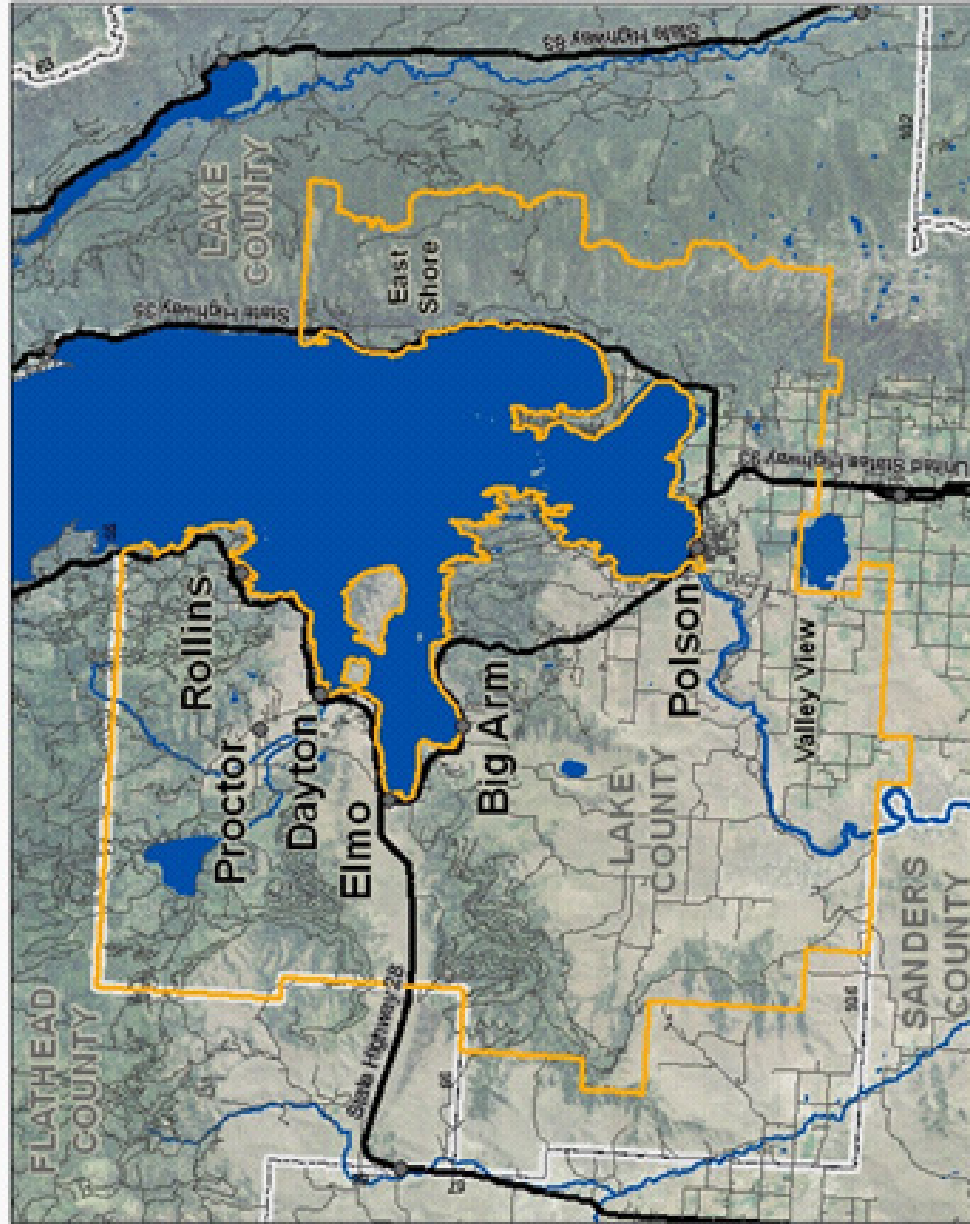 FLATHEAD
COUNTY
Rollins
Proctor
Dayton
Elmo
Big Arm
Polson
Valley View
East
Shore
LAKE
COUNTY
LAKE
COUNTY
SANDERS
COUNTY
State Highway 28
State Highway 35
State Highway 83
United States Highway 93